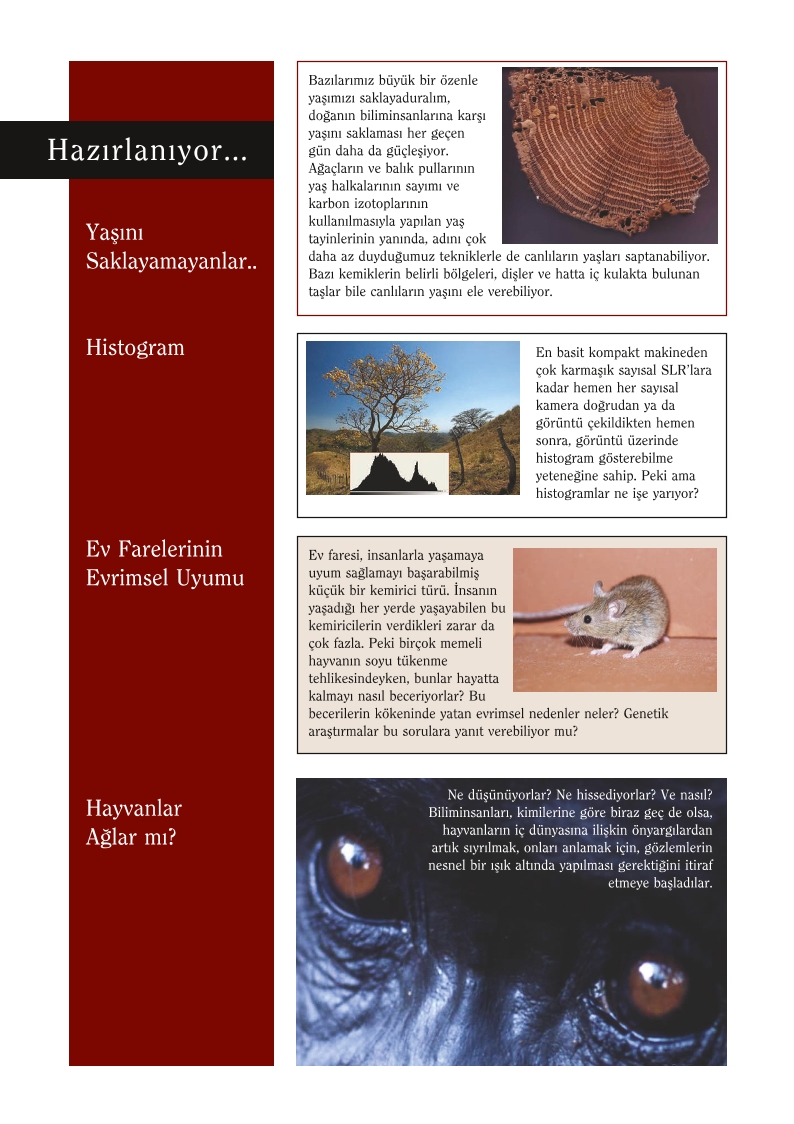 Hazırlanıyor...
Yaşını
Saklayamayanlar..
Bazılarımız büyük bir özenle
yaşımızı saklayaduralım,
doğanın biliminsanlarına karşı
yaşını saklaması her geçen
gün daha da güçleşiyor.
Ağaçların ve balık pullarının
yaş halkalarının sayımı ve
karbon izotoplarının
kullanılmasıyla yapılan yaş
tayinlerinin yanında, adını çok
daha az duyduğumuz tekniklerle de canlıların yaşları saptanabiliyor.
Bazı kemiklerin belirli bölgeleri, dişler ve hatta iç kulakta bulunan
taşlar bile canlıların yaşını ele verebiliyor.
Histogram
En basit kompakt makineden
çok karmaşık sayısal SLR'lara
kadar hemen her sayısal
kamera doğrudan ya da
görüntü çekildikten hemen
sonra, görüntü üzerinde
histogram gösterebilme
yeteneğine sahip. Peki ama
histogramlar ne işe yarıyor?
Ev Farelerinin
Evrimsel Uyumu
Ev faresi, insanlarla yaşamaya
uyum sağlamayı başarabilmiş
küçük bir kemirici türü. İnsanın
yaşadığı her yerde yaşayabilen bu
kemiricilerin verdikleri zarar da
çok fazla. Peki birçok memeli
hayvanın soyu tükenme
tehlikesindeyken, bunlar hayatta
kalmayı nasıl beceriyorlar? Bu
becerilerin kökeninde yatan evrimsel nedenler neler? Genetik
araştırmalar bu sorulara yanıt verebiliyor mu?
Hayvanlar
Ağlar mı?
Ne düşünüyorlar? Ne hissediyorlar? Ve nasıl?
Biliminsanları, kimilerine göre biraz geç de olsa,
hayvanların iç dünyasına ilişkin önyargılardan
artık sıyrılmak, onları anlamak için, gözlemlerin
nesnel bir ışık altında yapılması gerektiğini itiraf
etmeye başladılar.